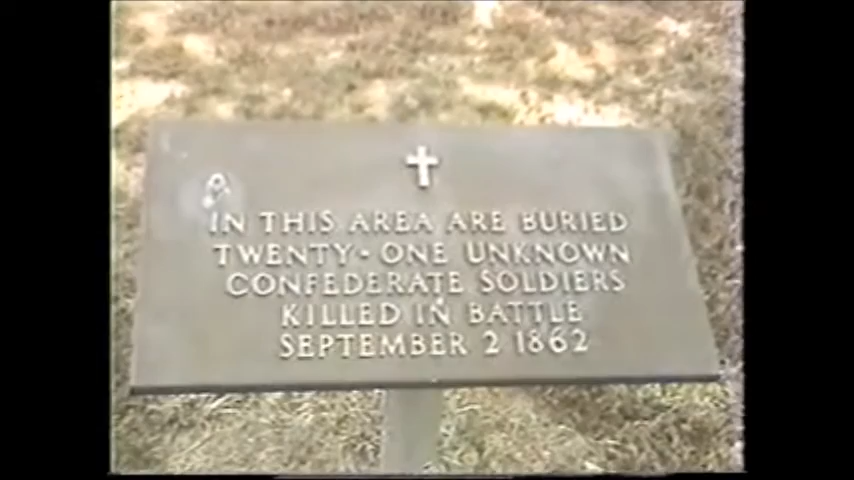 IN THIS AREA ARE BURIED
TWENTY-ONE UNKNOWN
CONFEDERATE SOLDIERS
KILLED IN BATTLE
SEPTEMBER 2 1862